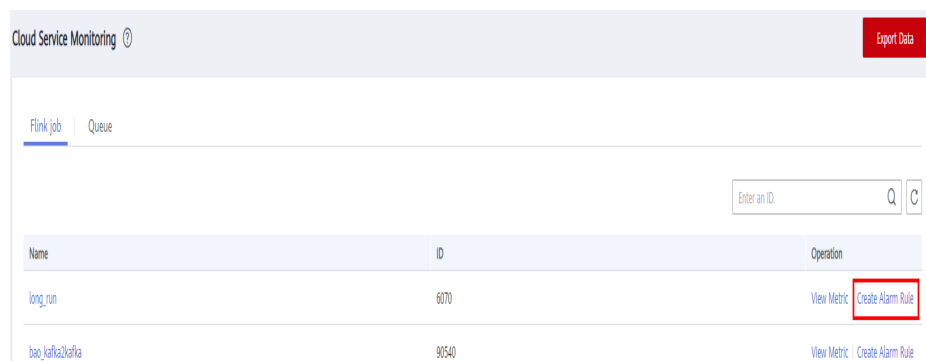 Cloud Service Monitoring ?
Export Data
Flink job Queue
Enter an ID.
Name ID Operation
long_run 6070 View Metric Create Alarm Rule
bao_kafka2kafka 90540 View Metric Create Alarm Rule